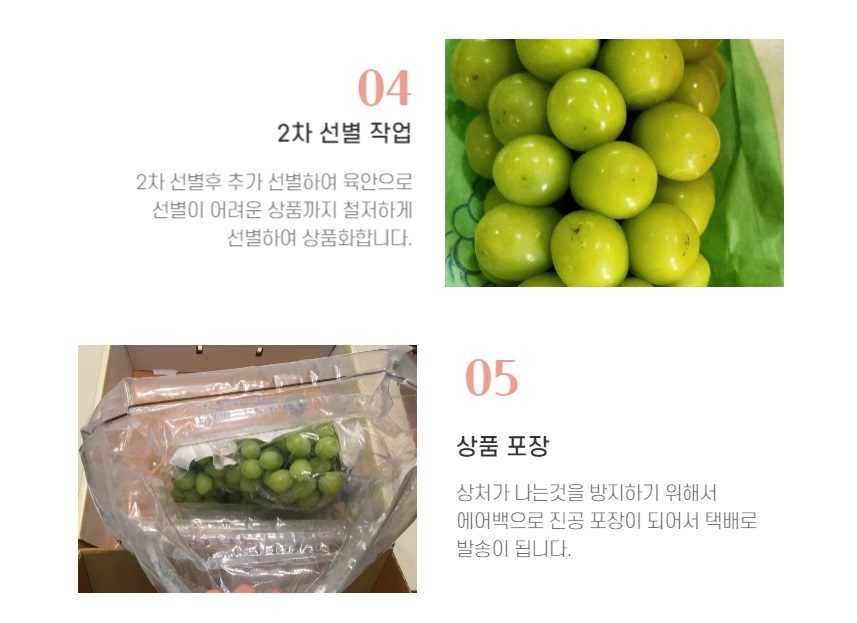 04
2차 선별 작업
2차 선별후 추가 선별하여 육안으로
선별이 어려운 상품까지 철저하게
선별하여 상품화합니다.
05
상품 포장
상처가 나는것을 방지하기 위해서
에어백으로 진공 포장이 되어서 택배로
발송이 됩니다.